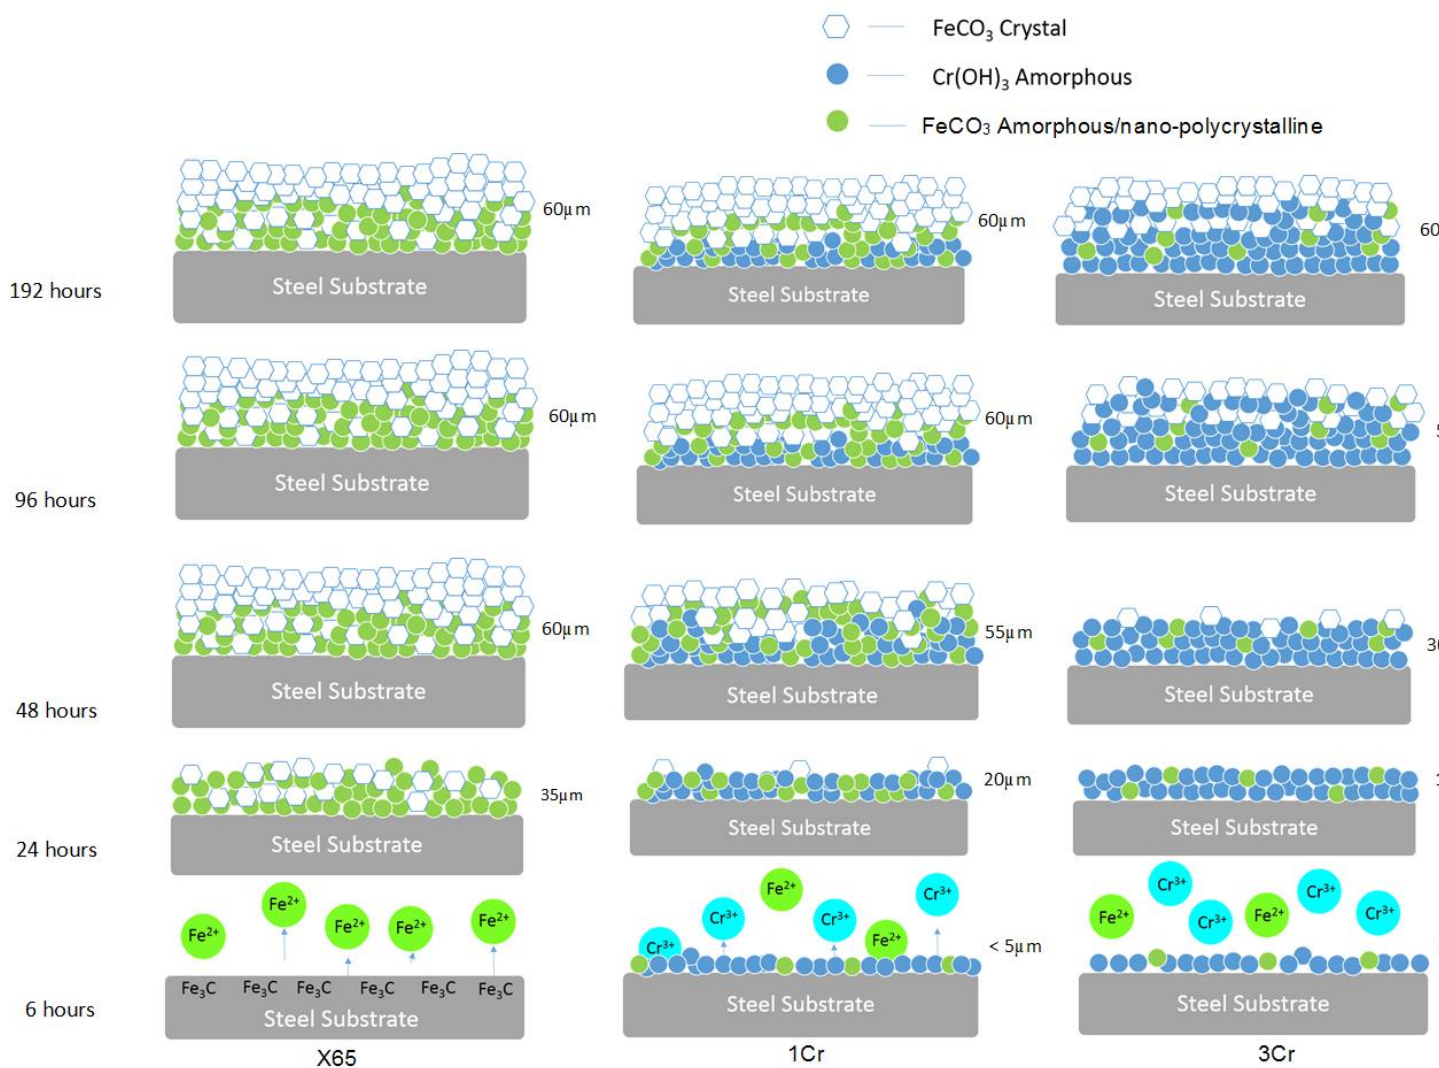 FeCO₃ Crystal
Cr(OH)₃ Amorphous
FeCO₃ Amorphous/nano-polycrystalline
192 hours
Steel Substrate
60μm
Steel Substrate
60μm
Steel Substrate
60
96 hours
Steel Substrate
60μm
Steel Substrate
60μm
Steel Substrate
48 hours
Steel Substrate
60μm
Steel Substrate
55μm
Steel Substrate
24 hours
Steel Substrate
35μm
Steel Substrate
20μm
Steel Substrate
6 hours
Fe²⁺ Fe²⁺ Fe²⁺ Fe²⁺ Fe²⁺
Fe₃C Fe₃C Fe₃C Fe₃C Fe₃C Fe₃C
Steel Substrate
Cr³⁺ Cr³⁺ Fe²⁺ Cr³⁺ Fe²⁺ Cr³⁺
< 5μm
Steel Substrate
Fe²⁺ Cr³⁺ Cr³⁺ Fe²⁺ Cr³⁺ Cr³⁺
Steel Substrate
X65
1Cr
3Cr